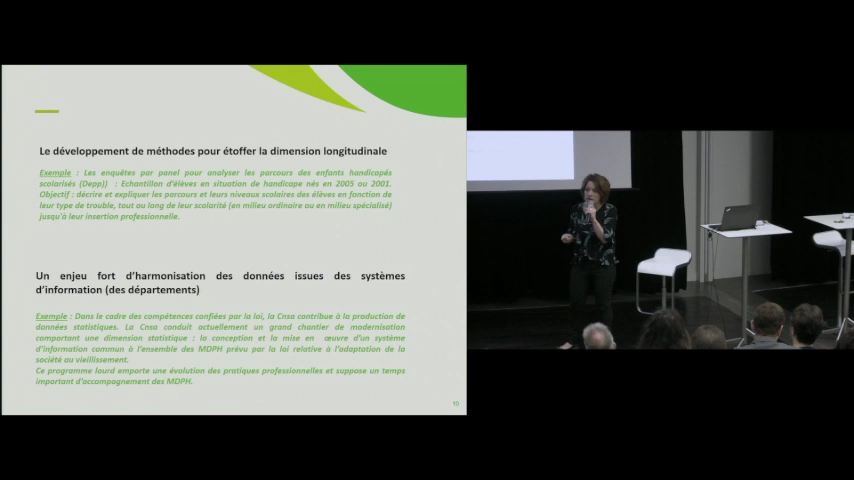 Le développement de méthodes pour étoffer la dimension longitudinale
Exemple : Les enquêtes par panel pour analyser les parcours des enfants handicapés
scolarisés (Depp)) : Echantillon d'élèves en situation de handicape nés en 2005 ou 2001.
Objectif : décrire et expliquer les parcours et leurs niveaux scolaires des élèves en fonction de
leur type de trouble, tout au long de leur scolarité (en milieu ordinaire ou en milieu spécialisé)
jusqu'à leur insertion professionnelle.
Un enjeu fort d'harmonisation des données issues des systèmes
d'information (des départements)
Exemple : Dans le cadre des compétences confiées par la loi, la Cnsa contribue à la production de
données statistiques. La Cnsa conduit actuellement un grand chantier de modernisation
comportant une dimension statistique : la conception et la mise en œuvre d'un système
d'information commun à l'ensemble des MDPH prévu par la loi relative à l'adaptation de la
société au vieillissement.
Ce programme lourd emporte une évolution des pratiques professionnelles et suppose un temps
important d'accompagnement des MDPH.
10